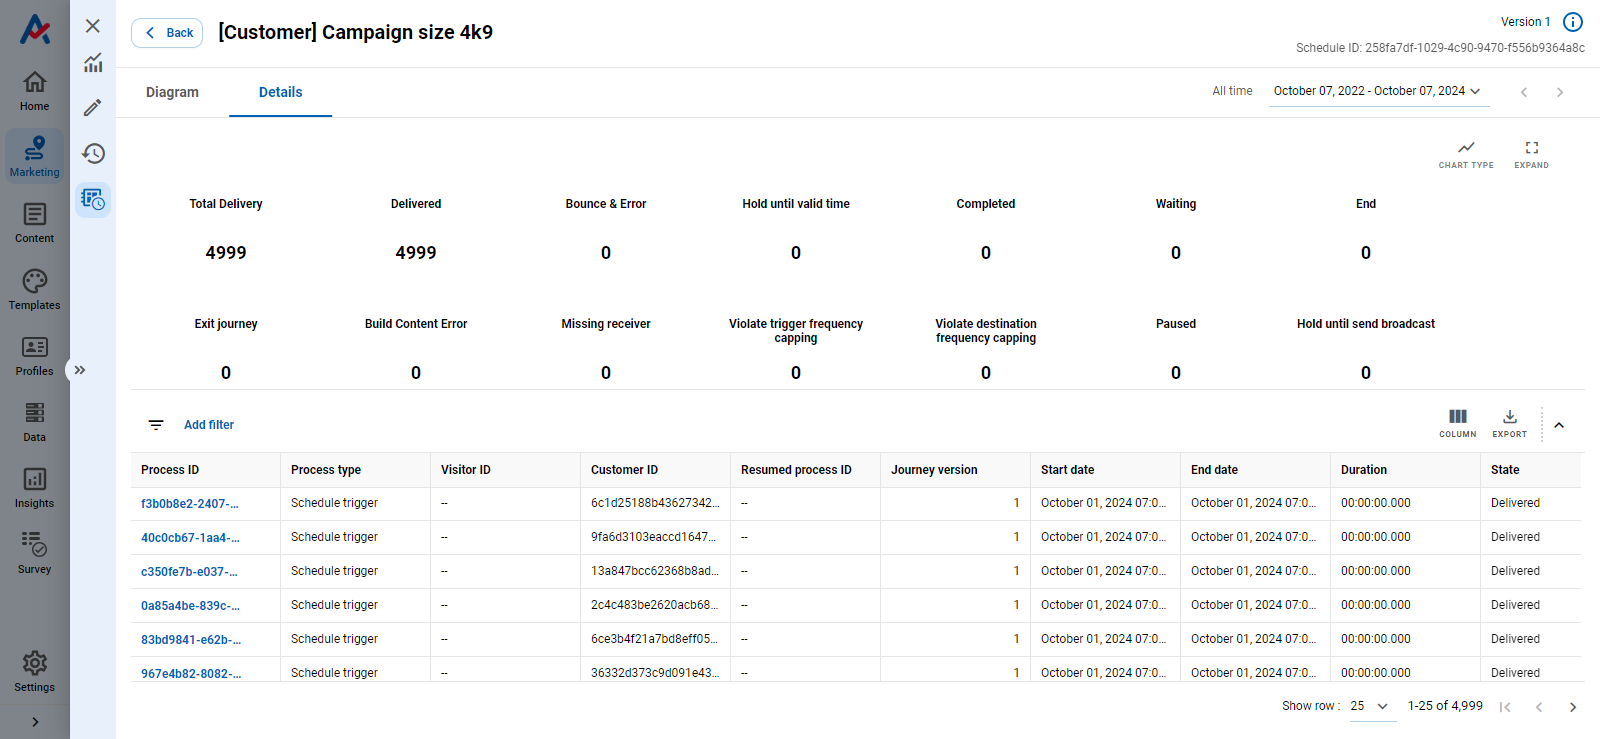 Back
[Customer] Campaign size 4k9
Version 1
Schedule ID: 258fa7df-1029-4c90-9470-f556b9364a8c
Home
Marketing
Content
Templates
Profiles
Data
Insights
Survey
Settings
Diagram
Details
All time
October 07, 2022 - October 07, 2024
CHART TYPE
EXPAND
Total Delivery
Delivered
Bounce & Error
Hold until valid time
Completed
Waiting
End
4999
4999
0
0
0
0
0
Exit journey
Build Content Error
Missing receiver
Violate trigger frequency
capping
Violate destination
frequency capping
Paused
Hold until send broadcast
0
0
0
0
0
0
0
Add filter
COLUMN
EXPORT
Process ID Process type Visitor ID Customer ID Resumed process ID Journey version Start date End date Duration State
f3b0b8e2-2407-... Schedule trigger -- 6c1d25188b43627342... -- 1 October 01, 2024 07:0... October 01, 2024 07:0... 00:00:00.000 Delivered
40c0cb67-1aa4-... Schedule trigger -- 9fa6d3103eaccd1647... -- 1 October 01, 2024 07:0... October 01, 2024 07:0... 00:00:00.000 Delivered
c350fe7b-e037-... Schedule trigger -- 13a847bcc62368b8ad... -- 1 October 01, 2024 07:0... October 01, 2024 07:0... 00:00:00.000 Delivered
0a85a4be-839c-... Schedule trigger -- 2c4c483be2620acb68... -- 1 October 01, 2024 07:0... October 01, 2024 07:0... 00:00:00.000 Delivered
83bd9841-e62b-... Schedule trigger -- 6ce3b4f21a7bd8eff05... -- 1 October 01, 2024 07:0... October 01, 2024 07:0... 00:00:00.000 Delivered
967e4b82-8082-... Schedule trigger -- 36332d373c9d091e43... -- 1 October 01, 2024 07:0... October 01, 2024 07:0... 00:00:00.000 Delivered
Show row : 25 1-25 of 4,999